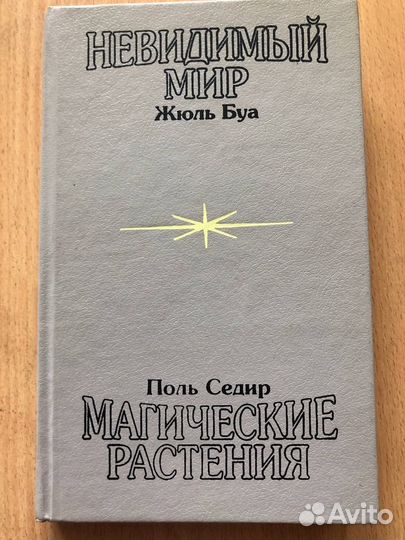 НЕВИДИМЫЙ
МИР
Жюль Буа
Поль Седир
МАГИЧЕСКИЕ
РАСТЕНИЯ
Avito